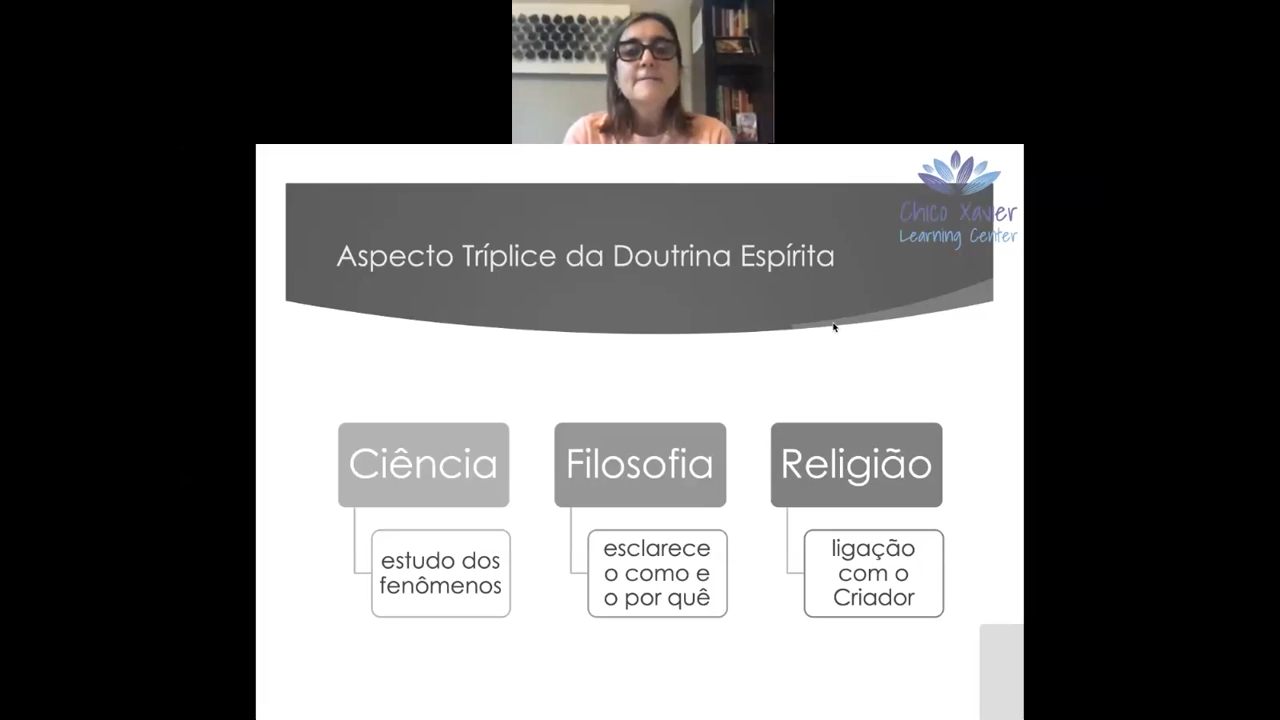 Chico Xavier
Learning Center
Aspecto Tríplice da Doutrina Espírita
Ciência
Filosofia
Religião
estudo dos
fenômenos
esclarece
o como e
o por quê
ligação
com o
Criador